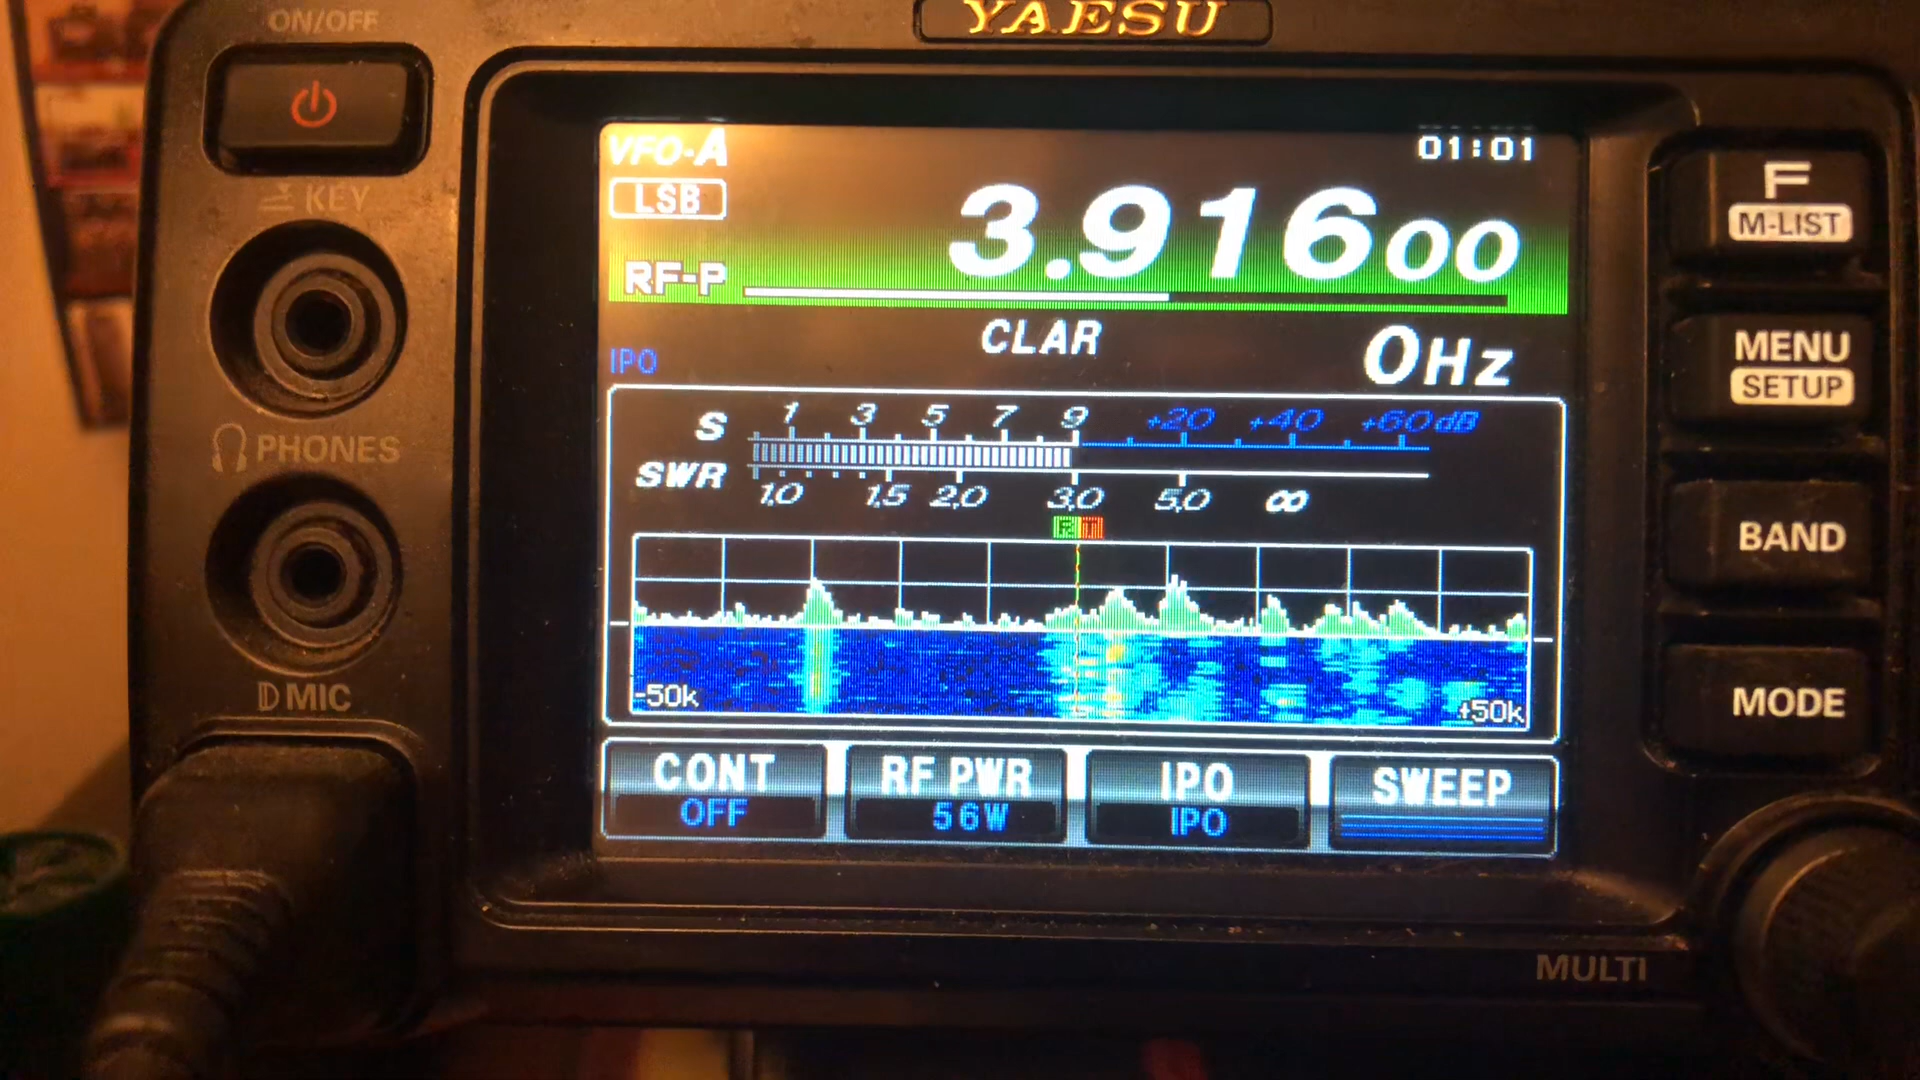 YAESU
ON/OFF
KEY
PHONES
MIC
VFO-A
01:01
LSB
3.91600
RF-P
CLAR
0Hz
IPO
S 1 3 5 7 9 +20 +40 +60dB
SWR 1.0 1.5 2.0 3.0 5.0 ∞
R T
-50k
+50k
CONT
OFF
RF PWR
56W
IPO
IPO
SWEEP
F
M-LIST
MENU
SETUP
BAND
MODE
MULTI